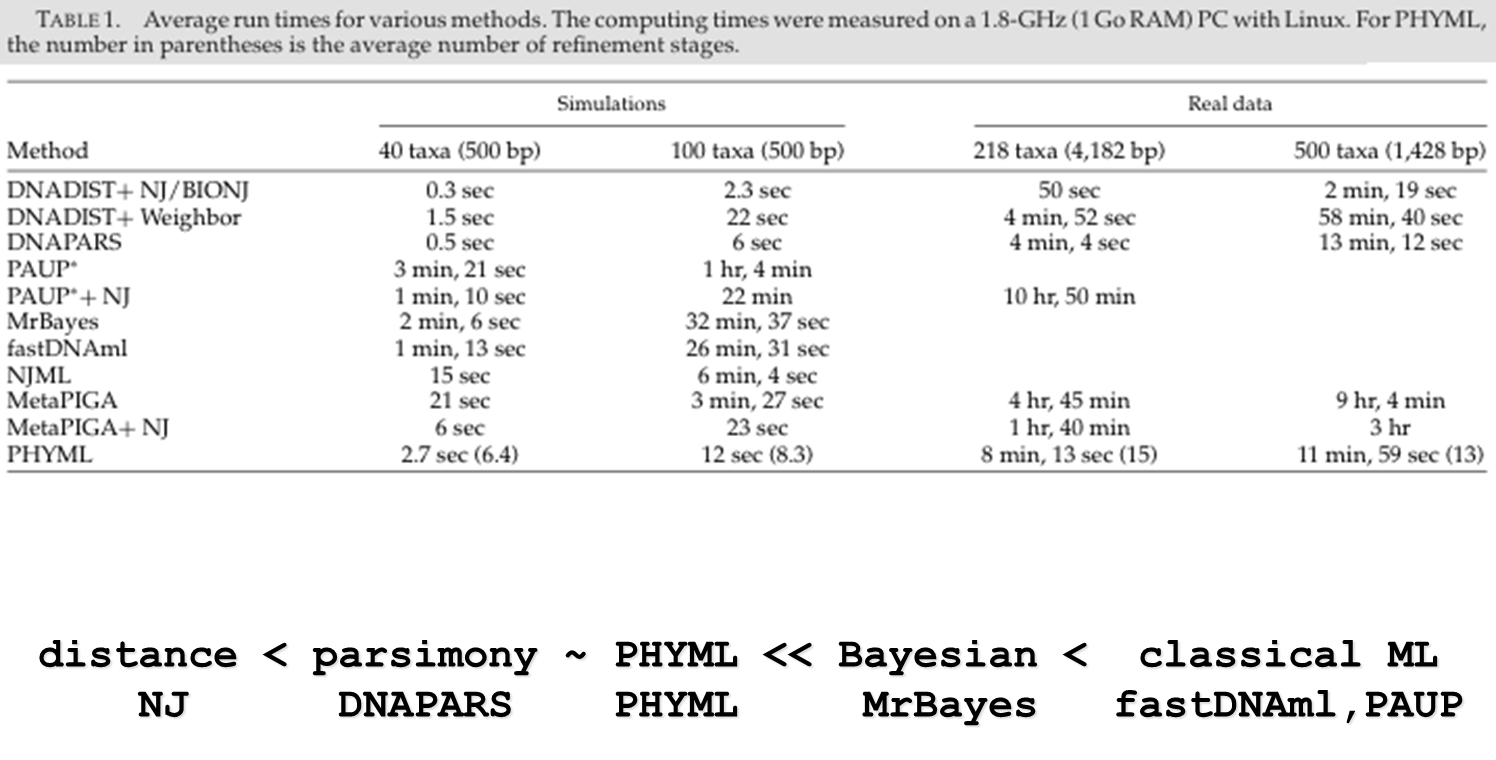 TABLE 1. Average run times for various methods. The computing times were measured on a 1.8-GHz (1 Go RAM) PC with Linux. For PHYML,
the number in parentheses is the average number of refinement stages.
Simulations Real data
Method 40 taxa (500 bp) 100 taxa (500 bp) 218 taxa (4,182 bp) 500 taxa (1,428 bp)
DNADIST+ NJ/BIONJ 0.3 sec 2.3 sec 50 sec 2 min, 19 sec
DNADIST+ Weighbor 1.5 sec 22 sec 4 min, 52 sec 58 min, 40 sec
DNAPARS 0.5 sec 6 sec 4 min, 4 sec 13 min, 12 sec
PAUP* 3 min, 21 sec 1 hr, 4 min
PAUP*+ NJ 1 min, 10 sec 22 min 10 hr, 50 min
MrBayes 2 min, 6 sec 32 min, 37 sec
fastDNAml 1 min, 13 sec 26 min, 31 sec
NJML 15 sec 6 min, 4 sec
MetaPIGA 21 sec 3 min, 27 sec 4 hr, 45 min 9 hr, 4 min
MetaPIGA+ NJ 6 sec 23 sec 1 hr, 40 min 3 hr
PHYML 2.7 sec (6.4) 12 sec (8.3) 8 min, 13 sec (15) 11 min, 59 sec (13)
distance < parsimony ~ PHYML << Bayesian < classical ML
NJ DNAPARS PHYML MrBayes fastDNAml,PAUP